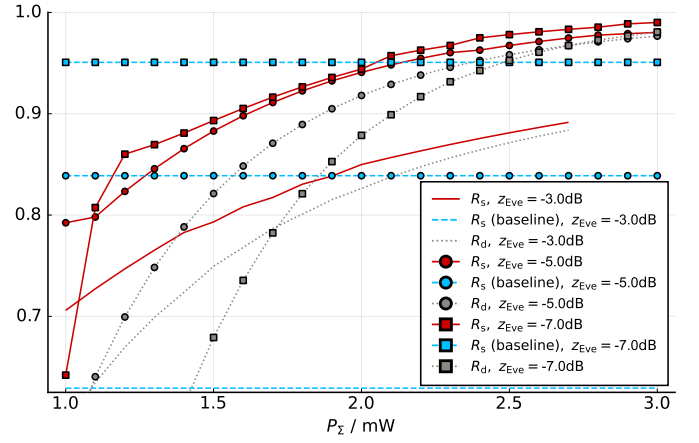 1.0
0.9
0.8
0.7
R_s, z_Eve = -3.0dB
R_s (baseline), z_Eve = -3.0dB
R_d, z_Eve = -3.0dB
R_s, z_Eve = -5.0dB
R_s (baseline), z_Eve = -5.0dB
R_d, z_Eve = -5.0dB
R_s, z_Eve = -7.0dB
R_s (baseline), z_Eve = -7.0dB
R_d, z_Eve = -7.0dB
1.0 1.5 2.0 2.5 3.0
P_Σ / mW